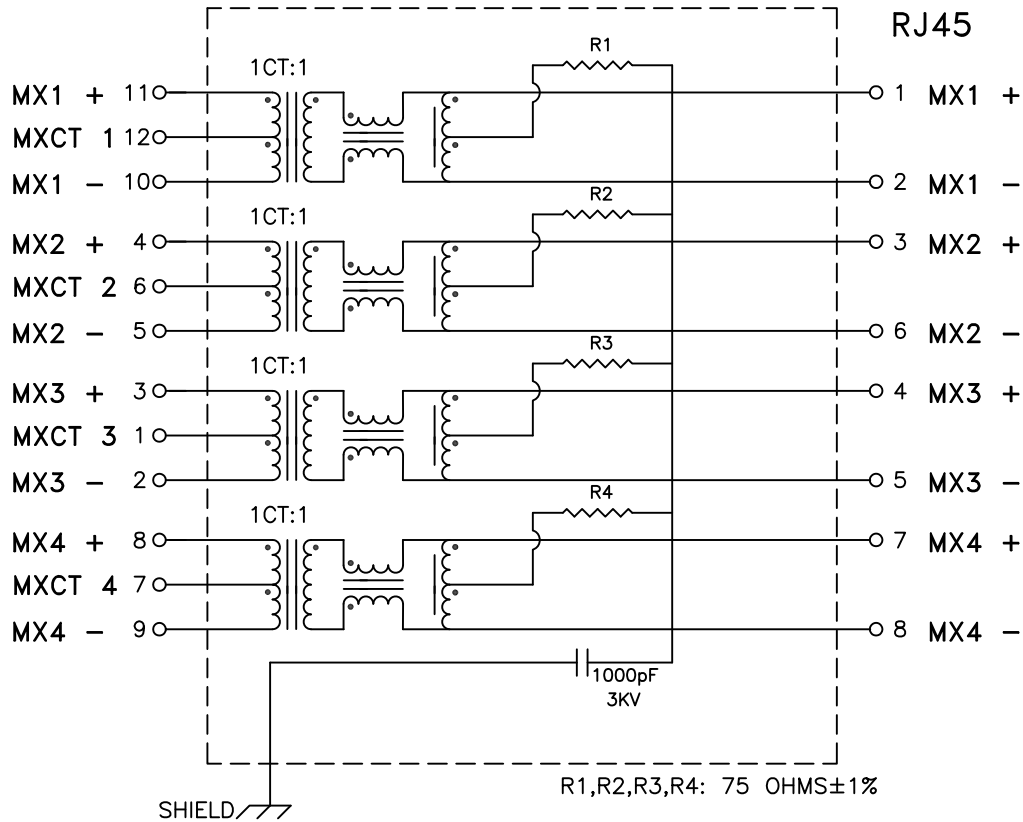 RJ45
R1
1CT:1
MX1 + 11 1 MX1 +
MXCT 1 12
MX1 - 10 2 MX1 -
R2
1CT:1
MX2 + 4 3 MX2 +
MXCT 2 6
MX2 - 5 6 MX2 -
R3
1CT:1
MX3 + 3 4 MX3 +
MXCT 3 1
MX3 - 2 5 MX3 -
R4
1CT:1
MX4 + 8 7 MX4 +
MXCT 4 7
MX4 - 9 8 MX4 -
1000pF
3KV
R1,R2,R3,R4: 75 OHMS±1%
SHIELD